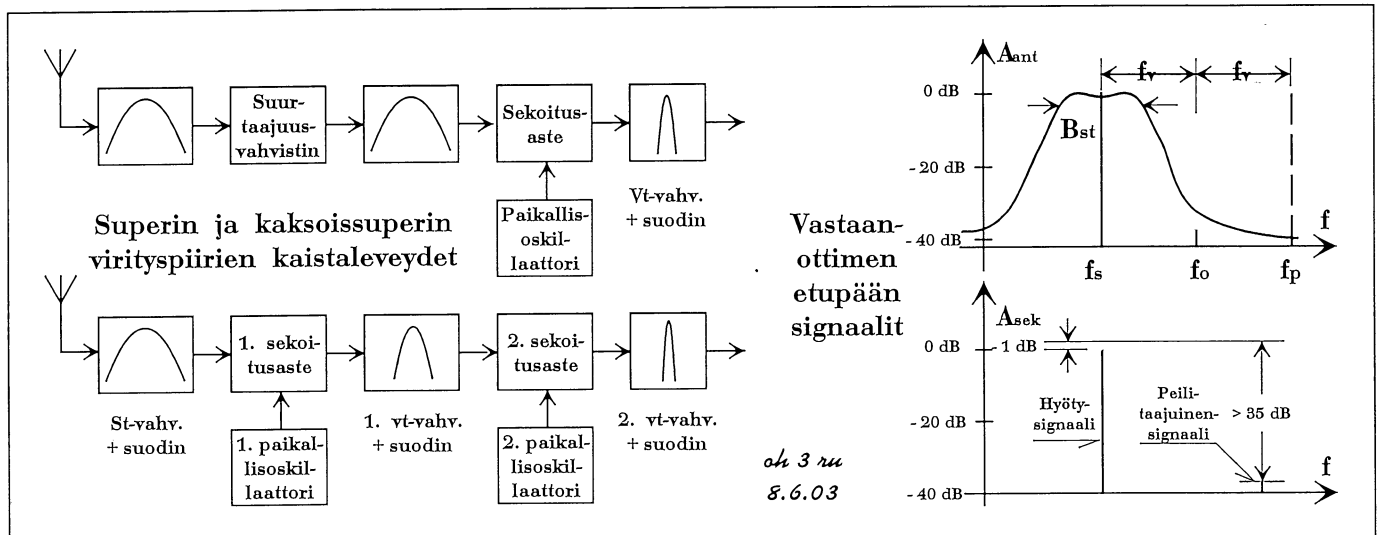 Suur-
taajuus-
vahvistin
Sekoitus-
aste
Paikallis-
oskil-
laattori
Vt-vahv.
+ suodin
Superin ja kaksoissuperin
virityspiirien kaistaleveydet
1. sekoi-
tusaste
2. sekoi-
tusaste
St-vahv.
+ suodin
1. paikal-
lisoskil-
laattori
1. vt-vahv.
+ suodin
2. paikal-
lisoskil-
laattori
2. vt-vahv.
+ suodin
Vastaan-
ottimen
etupään
signaalit
oh 3 ru
8.6.03
Aant
fv fv
0 dB
Bst
- 20 dB
- 40 dB
f
fs fo fp
Asek
0 dB - 1 dB
Hyöty-
signaali
Peili-
taajuinen-
signaali
> 35 dB
- 20 dB
f
- 40 dB